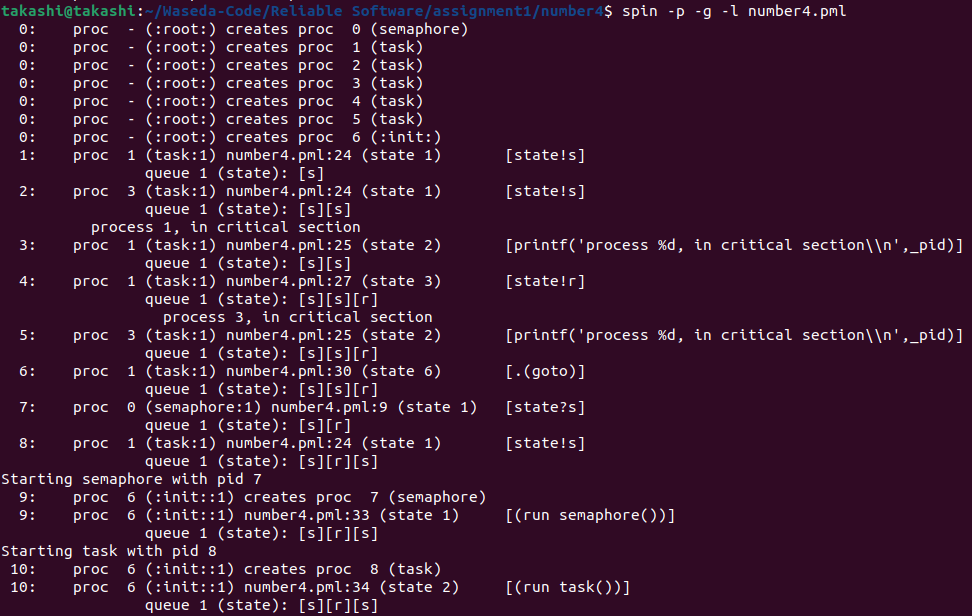 takashi@takashi:~/Waseda-Code/Reliable Software/assignment1/number4$ spin -p -g -l number4.pml
  0:    proc  - (:root:) creates proc  0 (semaphore)
  0:    proc  - (:root:) creates proc  1 (task)
  0:    proc  - (:root:) creates proc  2 (task)
  0:    proc  - (:root:) creates proc  3 (task)
  0:    proc  - (:root:) creates proc  4 (task)
  0:    proc  - (:root:) creates proc  5 (task)
  0:    proc  - (:root:) creates proc  6 (:init:)
  1:    proc  1 (task:1) number4.pml:24 (state 1)       [state!s]
                queue 1 (state): [s]
  2:    proc  3 (task:1) number4.pml:24 (state 1)       [state!s]
                queue 1 (state): [s][s]
          process 1, in critical section
  3:    proc  1 (task:1) number4.pml:25 (state 2)       [printf('process %d, in critical section\\n',_pid)]
                queue 1 (state): [s][s]
  4:    proc  1 (task:1) number4.pml:27 (state 3)       [state!r]
                queue 1 (state): [s][s][r]
                  process 3, in critical section
  5:    proc  3 (task:1) number4.pml:25 (state 2)       [printf('process %d, in critical section\\n',_pid)]
                queue 1 (state): [s][s][r]
  6:    proc  1 (task:1) number4.pml:30 (state 6)       [.(goto)]
                queue 1 (state): [s][s][r]
  7:    proc  0 (semaphore:1) number4.pml:9 (state 1)   [state?s]
                queue 1 (state): [s][r]
  8:    proc  1 (task:1) number4.pml:24 (state 1)       [state!s]
                queue 1 (state): [s][r][s]
Starting semaphore with pid 7
  9:    proc  6 (:init::1) creates proc  7 (semaphore)
  9:    proc  6 (:init::1) number4.pml:33 (state 1)     [(run semaphore())]
                queue 1 (state): [s][r][s]
Starting task with pid 8
 10:    proc  6 (:init::1) creates proc  8 (task)
 10:    proc  6 (:init::1) number4.pml:34 (state 2)     [(run task())]
                queue 1 (state): [s][r][s]